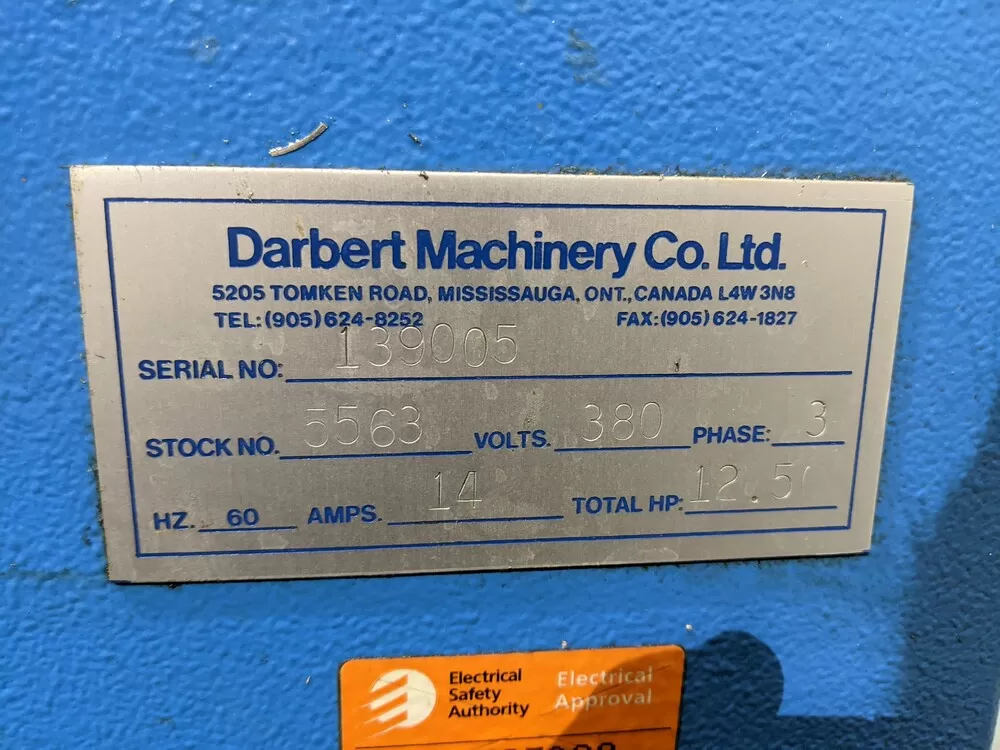 Darbert Machinery Co. Ltd.
5205 TOMKEN ROAD, MISSISSAUGA, ONT., CANADA L4W 3N8
TEL:(905)624-8252 FAX:(905)624-1827
SERIAL NO: 139005
STOCK NO. 5563 VOLTS. 380 PHASE: 3
HZ. 60 AMPS. 14 TOTAL HP: 12.5
Electrical Safety Authority
Electrical Approval